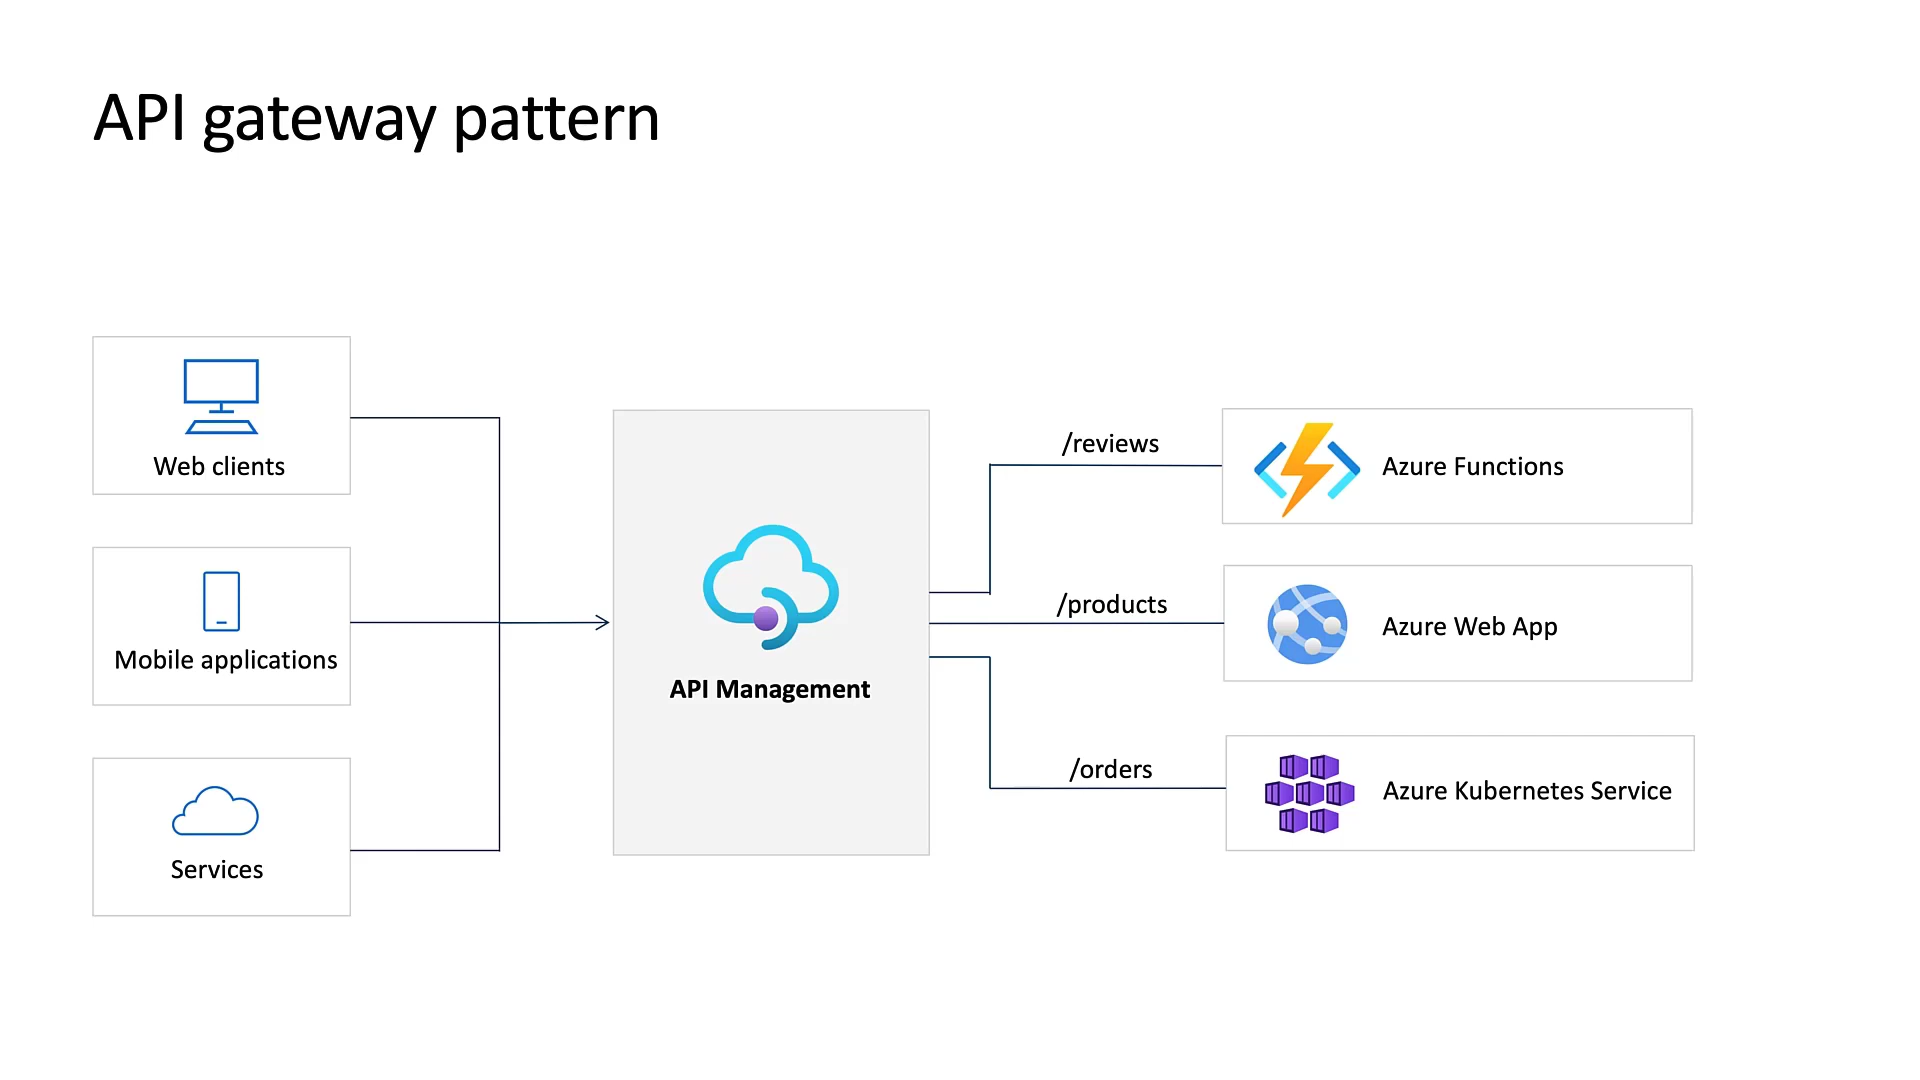 API gateway pattern
Web clients
Mobile applications
Services
API Management
/reviews
/products
/orders
Azure Functions
Azure Web App
Azure Kubernetes Service